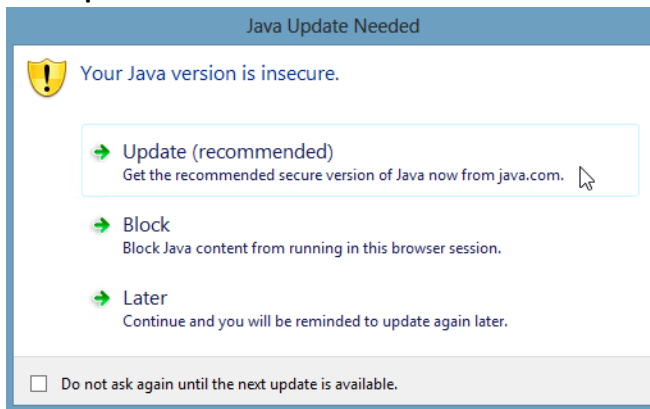 Java Update Needed
Your Java version is insecure.
Update (recommended)
Get the recommended secure version of Java now from java.com.
Block
Block Java content from running in this browser session.
Later
Continue and you will be reminded to update again later.
Do not ask again until the next update is available.